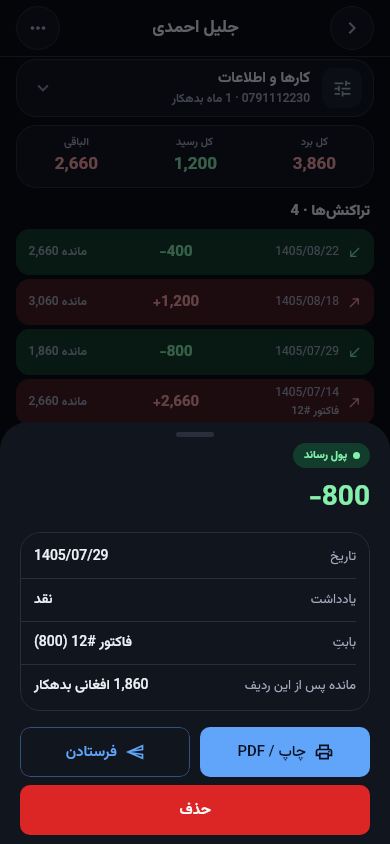 جلیل احمدی
کارها و اطلاعات
0791112230 · 1 ماه بدهکار
کل برد
کل رسید
الباقی
3,860
1,200
2,660
تراکنش‌ها · 4
1405/08/22
−400
مانده 2,660
1405/08/18
+1,200
مانده 3,060
1405/07/29
−800
مانده 1,860
1405/07/14
فاکتور #12
+2,660
مانده 2,660
پول رساند
−800
تاریخ
1405/07/29
یادداشت
نقد
بابتِ
فاکتور #12 (800)
مانده پس از این ردیف
1,860 افغانی بدهکار
چاپ / PDF
فرستادن
حذف